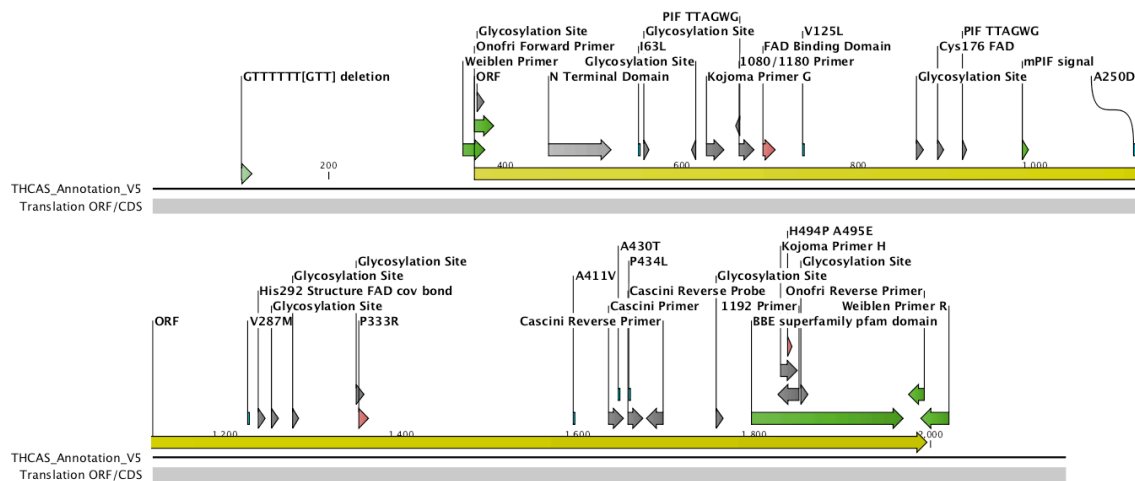 PIF TTAGWG
Glycosylation Site Glycosylation Site V125L PIF TTAGWG
Onofri Forward Primer I63L FAD Binding Domain Cys176 FAD
Weiblen Primer Glycosylation Site 1080/1180 Primer mPIF signal
GTTTTTT[GTT] deletion ORF N Terminal Domain Kojoma Primer G Glycosylation Site A250D
200 400 600 800 1,000
THCAS_Annotation_V5
Translation ORF/CDS
H494P A495E
A430T Kojoma Primer H
Glycosylation Site P434L Glycosylation Site
Glycosylation Site A411V Glycosylation Site
His292 Structure FAD cov bond Cascini Reverse Probe Onofri Reverse Primer
Glycosylation Site Cascini Primer 1192 Primer Weiblen Primer R
ORF V287M P333R Cascini Reverse Primer BBE superfamily pfam domain
1,200 1,400 1,600 1,800 2,000
THCAS_Annotation_V5
Translation ORF/CDS